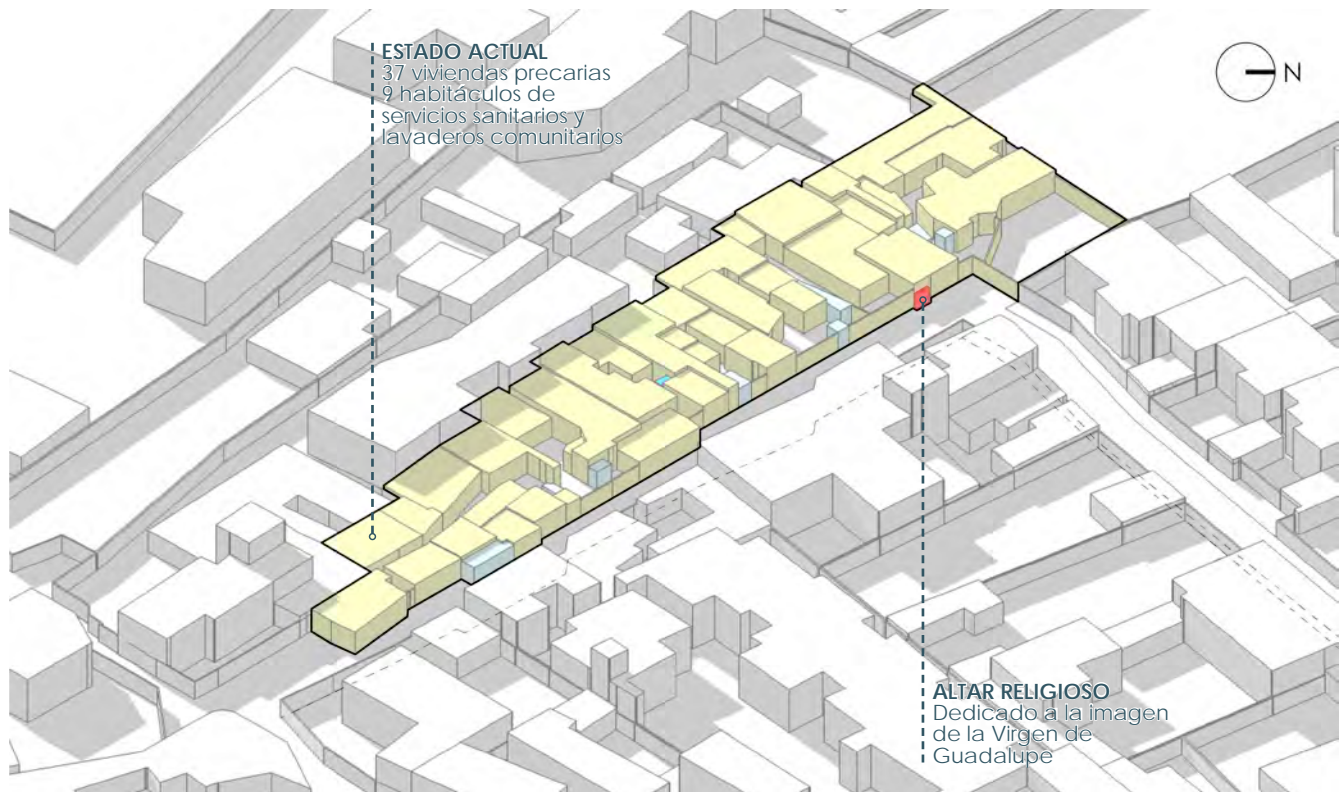 ESTADO ACTUAL
37 viviendas precarias
9 habitáculos de
servicios sanitarios y
lavaderos comunitarios
N
ALTAR RELIGIOSO
Dedicado a la imagen
de la Virgen de
Guadalupe